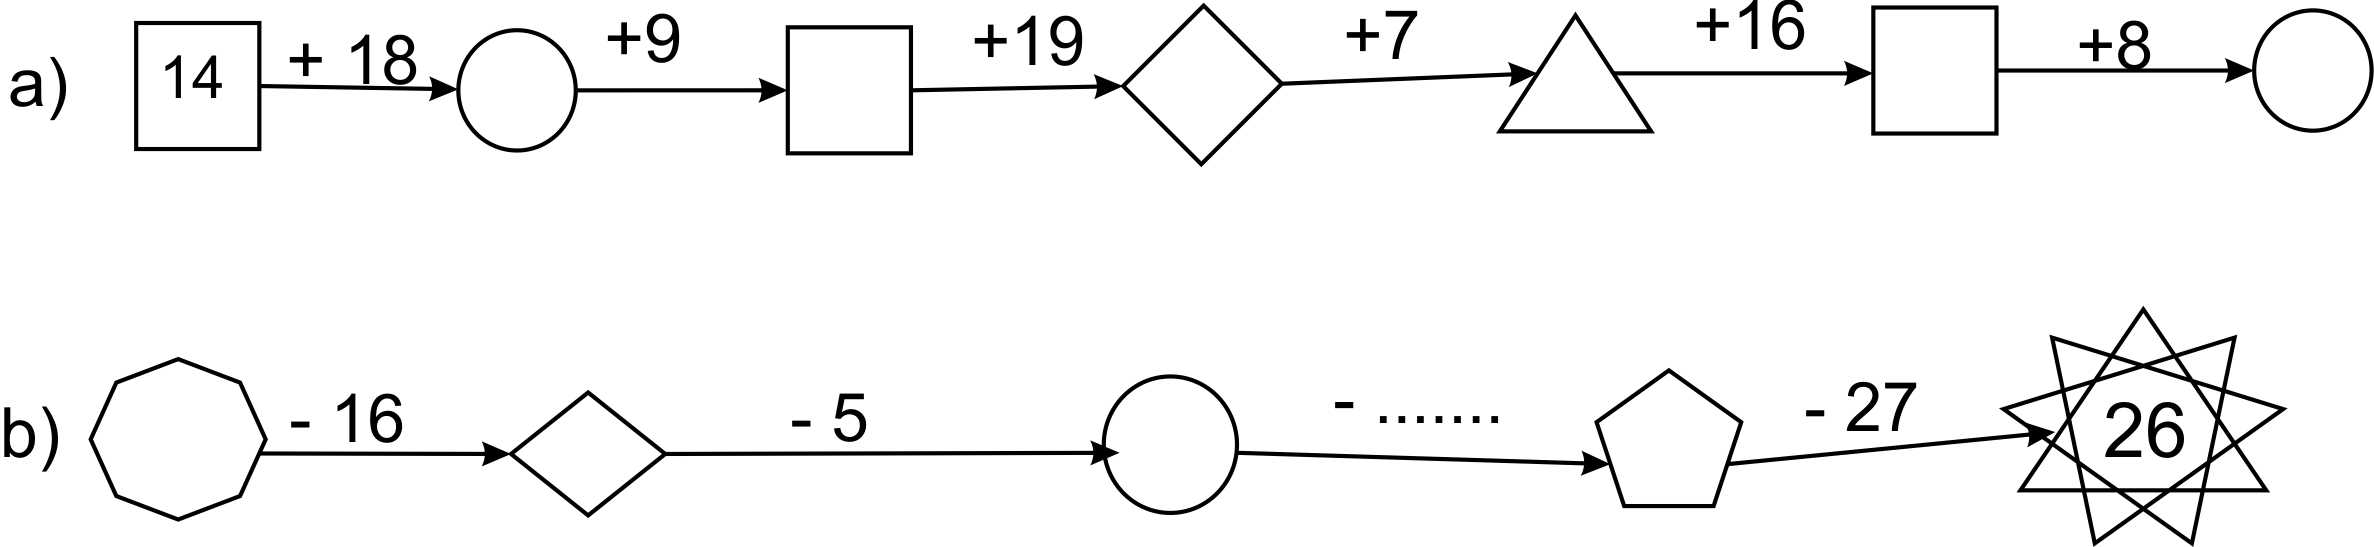 a) 14 + 18 +9 +19 +7 +16 +8
b) - 16 - 5 - ....... - 27 26